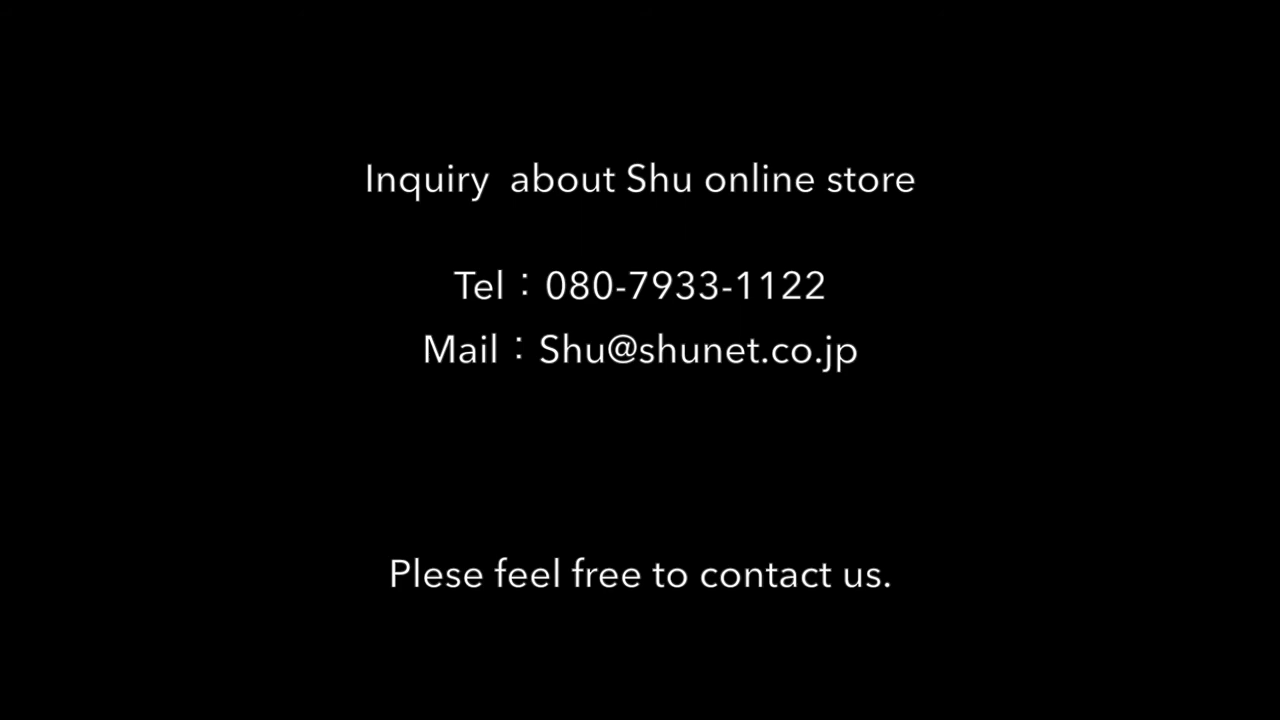 Inquiry  about Shu online store
Tel：080-7933-1122
Mail：Shu@shunet.co.jp
Plese feel free to contact us.